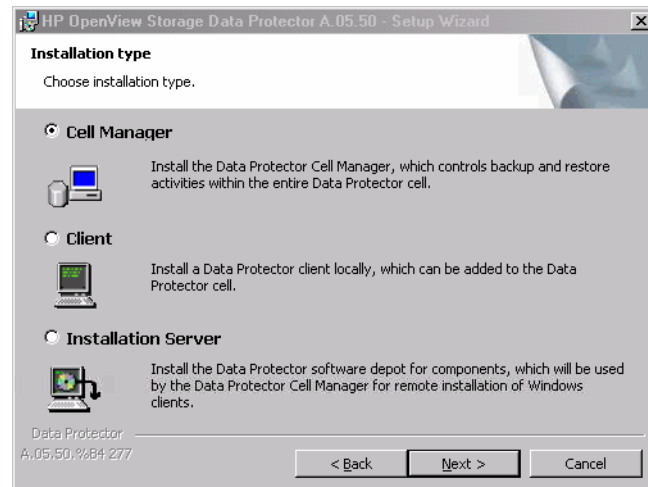 HP OpenView Storage Data Protector A.05.50 - Setup Wizard
Installation type
Choose installation type.
Cell Manager
Install the Data Protector Cell Manager, which controls backup and restore
activities within the entire Data Protector cell.
Client
Install a Data Protector client locally, which can be added to the Data
Protector cell.
Installation Server
Install the Data Protector software depot for components, which will be used
by the Data Protector Cell Manager for remote installation of Windows
clients.
Data Protector
A.05.50.%B4 277
< Back
Next >
Cancel